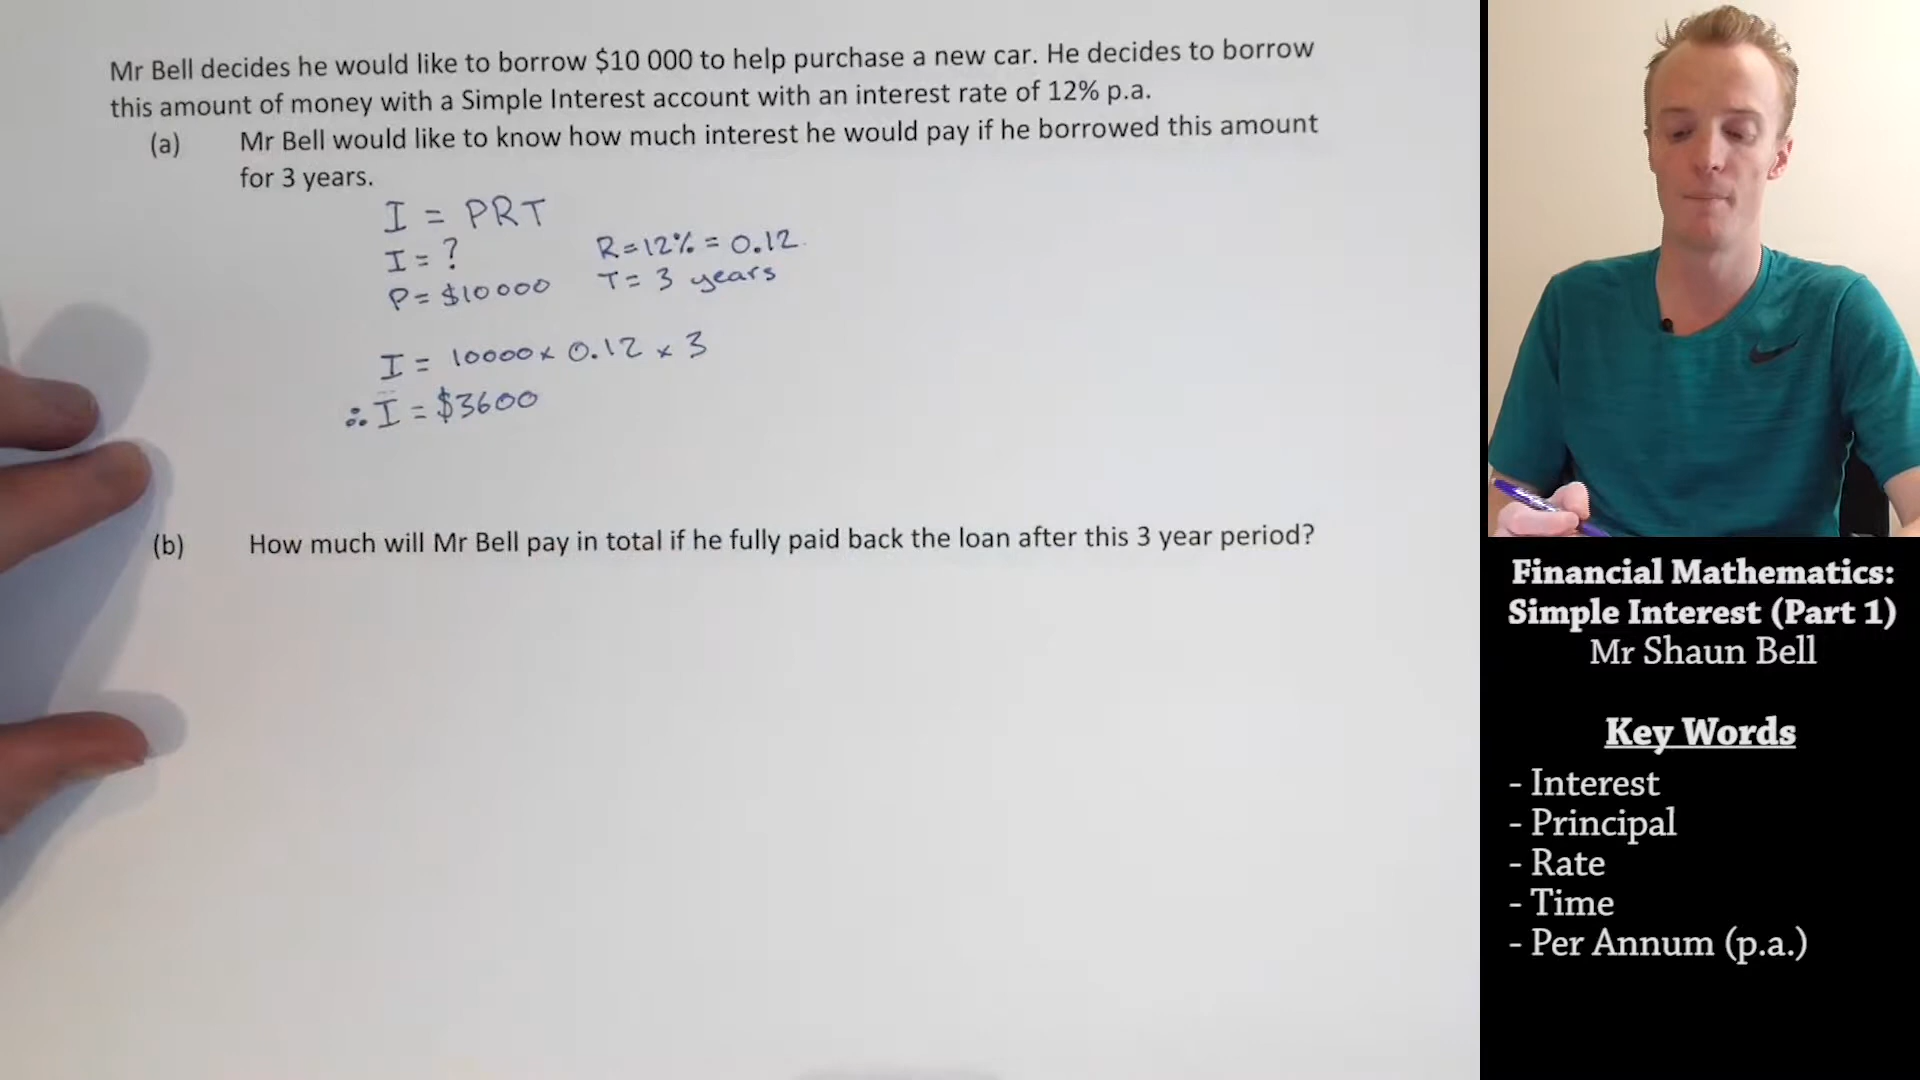 Mr Bell decides he would like to borrow $10 000 to help purchase a new car. He decides to borrow
this amount of money with a Simple Interest account with an interest rate of 12% p.a.
(a) Mr Bell would like to know how much interest he would pay if he borrowed this amount
for 3 years.
I = PRT
I = ? R = 12% = 0.12
P = $10000 T = 3 years
I = 10000 × 0.12 × 3
∴ I = $3600
(b) How much will Mr Bell pay in total if he fully paid back the loan after this 3 year period?
Financial Mathematics:
Simple Interest (Part 1)
Mr Shaun Bell
Key Words
- Interest
- Principal
- Rate
- Time
- Per Annum (p.a.)